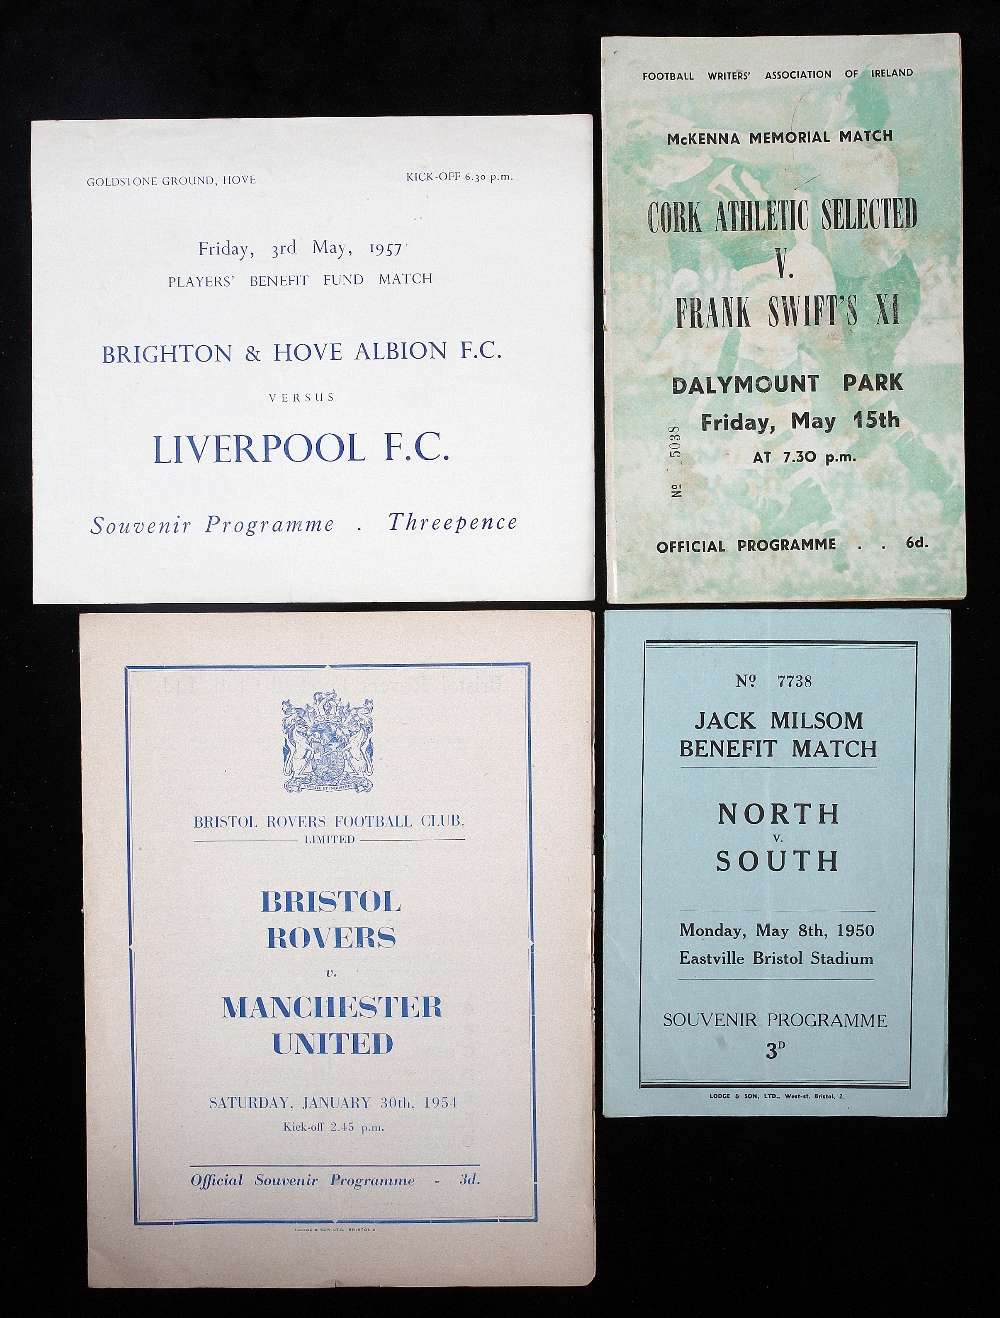 GOLDSTONE GROUND, HOVE KICK-OFF 6.30 p.m.
Friday, 3rd May, 1957
PLAYERS' BENEFIT FUND MATCH
BRIGHTON & HOVE ALBION F.C.
VERSUS
LIVERPOOL F.C.
Souvenir Programme . Threepence
FOOTBALL WRITERS' ASSOCIATION OF IRELAND
McKENNA MEMORIAL MATCH
CORK ATHLETIC SELECTED
V.
FRANK SWIFT'S XI
DALYMOUNT PARK
Friday, May 15th
AT 7.30 p.m.
Nº 5038
OFFICIAL PROGRAMME . . 6d.
BRISTOL ROVERS FOOTBALL CLUB,
LIMITED
BRISTOL
ROVERS
v.
MANCHESTER
UNITED
SATURDAY, JANUARY 30th, 1954
Kick-off 2.45 p.m.
Official Souvenir Programme - 3d.
LODGE & SON, LTD., BRISTOL 2
Nº 7738
JACK MILSOM
BENEFIT MATCH
NORTH
v.
SOUTH
Monday, May 8th, 1950
Eastville Bristol Stadium
SOUVENIR PROGRAMME
3D
LODGE & SON, LTD., West-st. Bristol, 2.